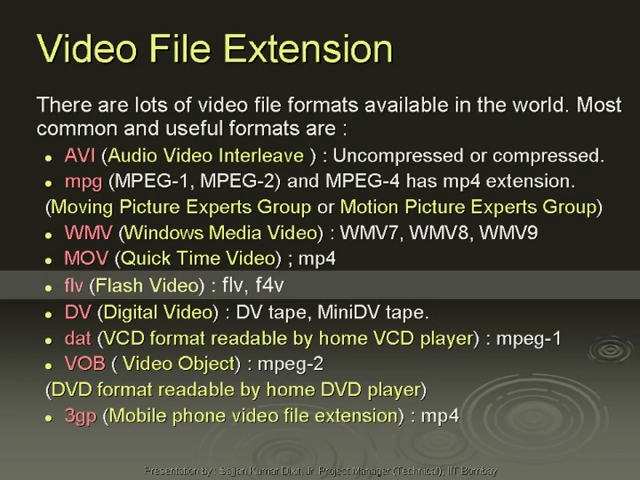 Video File Extension
There are lots of video file formats available in the world. Most
common and useful formats are :
• AVI (Audio Video Interleave ) : Uncompressed or compressed.
• mpg (MPEG-1, MPEG-2) and MPEG-4 has mp4 extension.
(Moving Picture Experts Group or Motion Picture Experts Group)
• WMV (Windows Media Video) : WMV7, WMV8, WMV9
• MOV (Quick Time Video) ; mp4
• flv (Flash Video) : flv, f4v
• DV (Digital Video) : DV tape, MiniDV tape.
• dat (VCD format readable by home VCD player) : mpeg-1
• VOB ( Video Object) : mpeg-2
(DVD format readable by home DVD player)
• 3gp (Mobile phone video file extension) : mp4
Presentation by : Sajjan Kumar Dixit, Jr. Project Manager (Technical), IIT Bombay